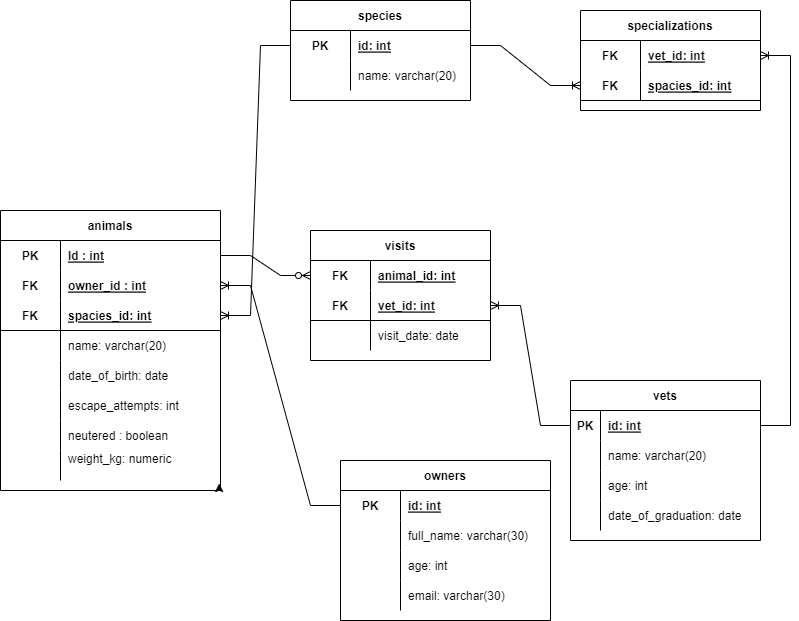 species
PK id: int
name: varchar(20)
specializations
FK vet_id: int
FK spacies_id: int
animals
PK Id : int
FK owner_id : int
FK spacies_id: int
name: varchar(20)
date_of_birth: date
escape_attempts: int
neutered : boolean
weight_kg: numeric
visits
FK animal_id: int
FK vet_id: int
visit_date: date
vets
PK id: int
name: varchar(20)
age: int
date_of_graduation: date
owners
PK id: int
full_name: varchar(30)
age: int
email: varchar(30)